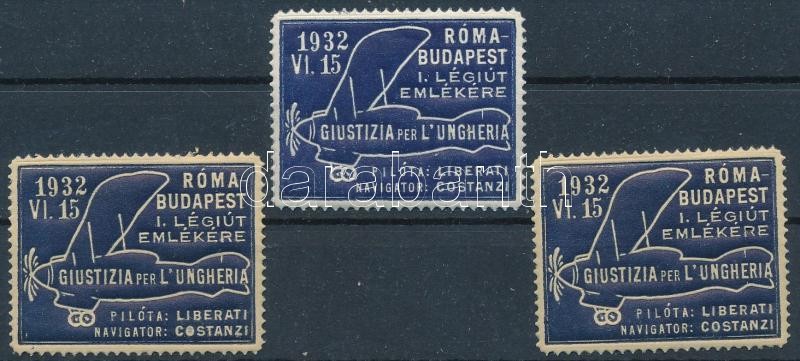 1932
VI. 15
RÓMA-
BUDAPEST
I. LÉGIÚT
EMLÉKÉRE
GIUSTIZIA PER L'UNGHERIA
PILÓTA: LIBERATI
NAVIGATOR: COSTANZI
1932
VI. 15
RÓMA-
BUDAPEST
I. LÉGIÚT
EMLÉKÉRE
GIUSTIZIA PER L'UNGHERIA
PILÓTA: LIBERATI
NAVIGATOR: COSTANZI
1932
VI. 15
RÓMA-
BUDAPEST
I. LÉGIÚT
EMLÉKÉRE
GIUSTIZIA PER L'UNGHERIA
PILÓTA: LIBERATI
NAVIGATOR: COSTANZI